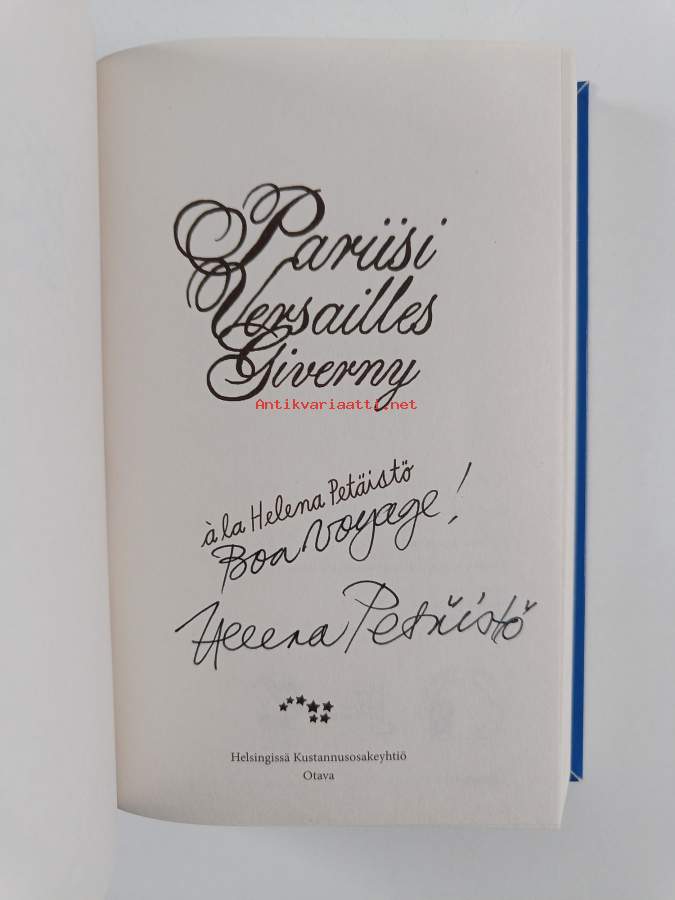 Pariisi
Versailles
Giverny
Antikvariaatti.net
à la Helena Petäistö
Bon voyage!
Helena Petäistö
Helsingissä Kustannusosakeyhtiö
Otava